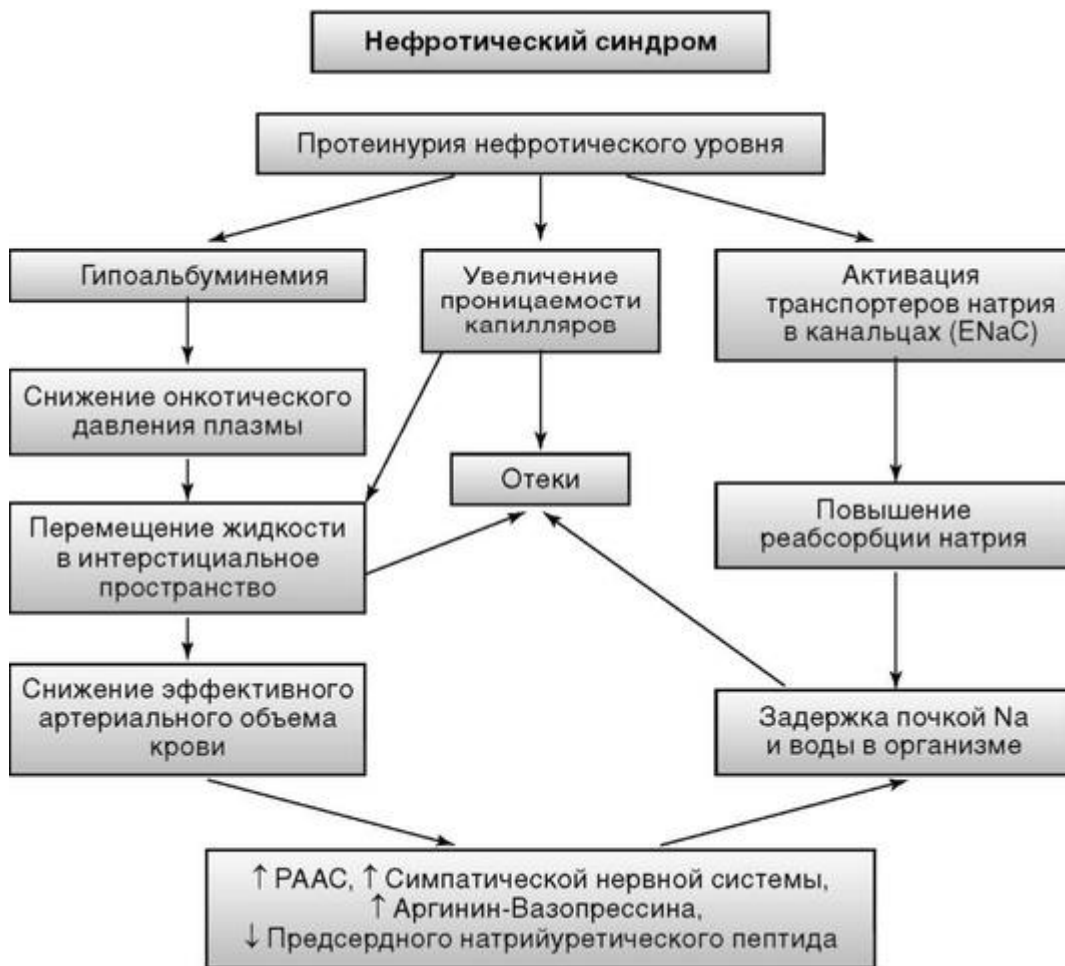 Нефротический синдром
Протеинурия нефротического уровня
Гипоальбуминемия
Увеличение
проницаемости
капилляров
Активация
транспортеров натрия
в канальцах (ENaC)
Снижение онкотического
давления плазмы
Отеки
Перемещение жидкости
в интерстициальное
пространство
Повышение
реабсорбции натрия
Снижение эффективного
артериального объема
крови
Задержка почкой Na
и воды в организме
↑ РААС, ↑ Симпатической нервной системы,
↑ Аргинин-Вазопрессина,
↓ Предсердного натрийуретического пептида